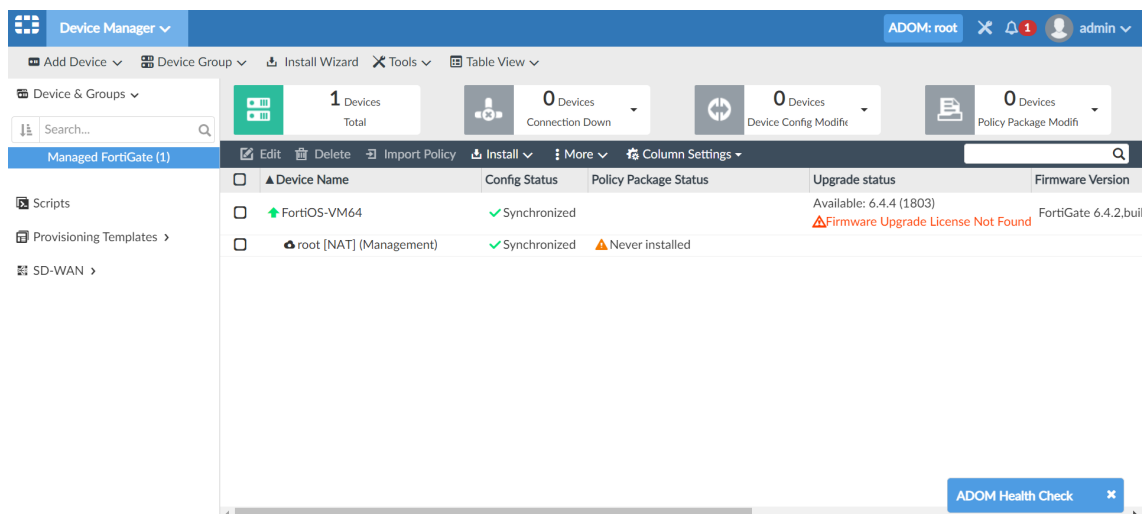 Device Manager
ADOM: root
1
admin
Add Device
Device Group
Install Wizard
Tools
Table View
Device & Groups
Search...
Managed FortiGate (1)
Scripts
Provisioning Templates
SD-WAN
1 Devices
Total
0 Devices
Connection Down
0 Devices
Device Config Modifie
0 Devices
Policy Package Modifi
Edit
Delete
Import Policy
Install
More
Column Settings
Device Name
Config Status
Policy Package Status
Upgrade status
Firmware Version
FortiOS-VM64
Synchronized
Available: 6.4.4 (1803)
Firmware Upgrade License Not Found
FortiGate 6.4.2,buil
root [NAT] (Management)
Synchronized
Never installed
ADOM Health Check